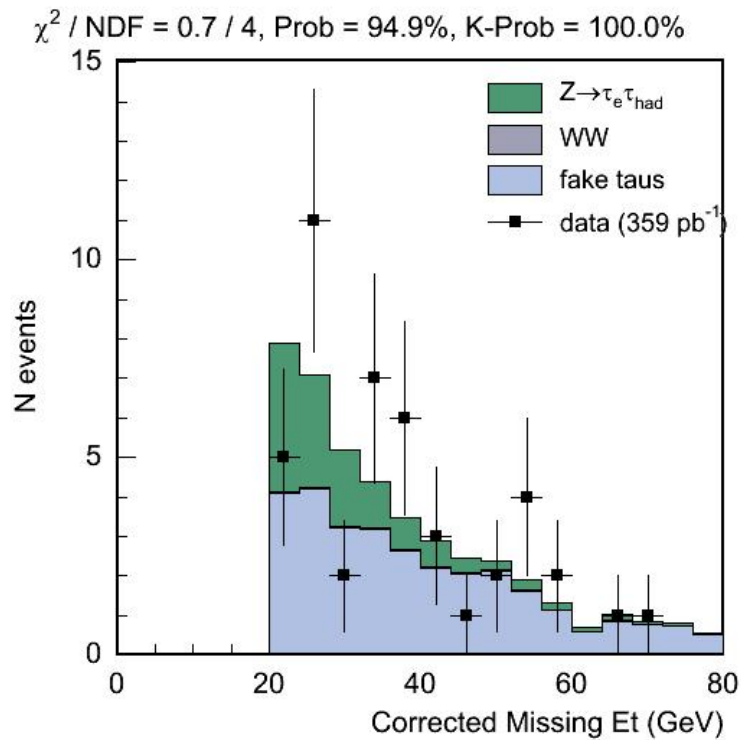 χ² / NDF = 0.7 / 4, Prob = 94.9%, K-Prob = 100.0%
15
10
5
0
N events
Z→τₑτ_had
WW
fake taus
data (359 pb⁻¹)
0 20 40 60 80
Corrected Missing Et (GeV)